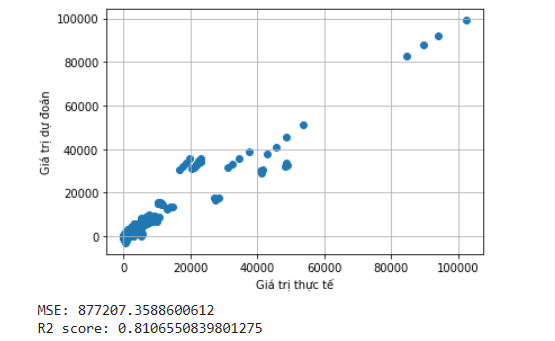 100000
80000
60000
40000
20000
0
Giá trị dự đoán
0 20000 40000 60000 80000 100000
Giá trị thực tế
MSE: 877207.3588600612
R2 score: 0.8106550839801275